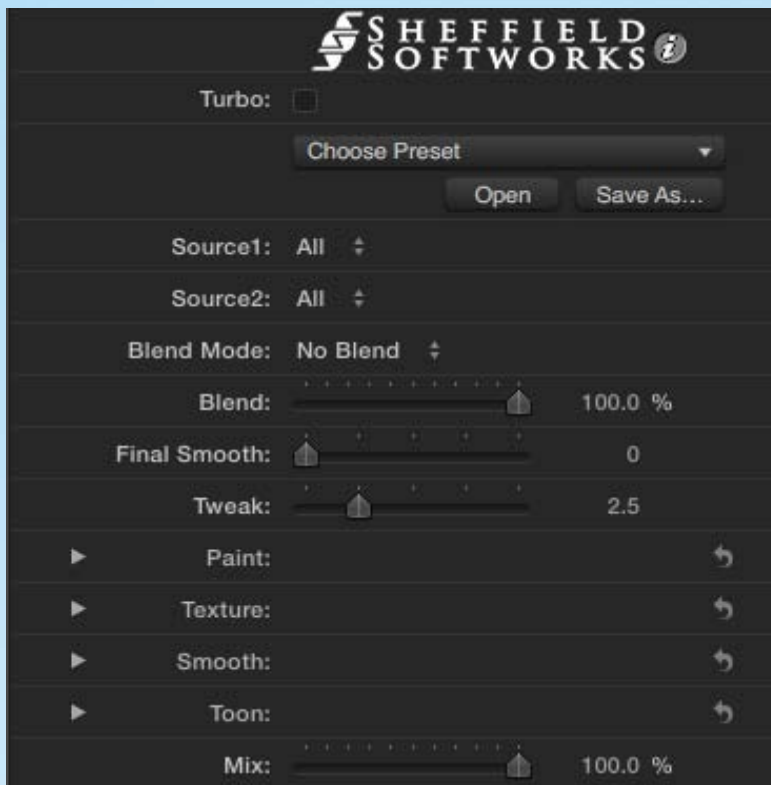 SHEFFIELD
SOFTWORKS i
Turbo:
Choose Preset
Open Save As...
Source1: All
Source2: All
Blend Mode: No Blend
Blend: 100.0 %
Final Smooth: 0
Tweak: 2.5
Paint:
Texture:
Smooth:
Toon:
Mix: 100.0 %